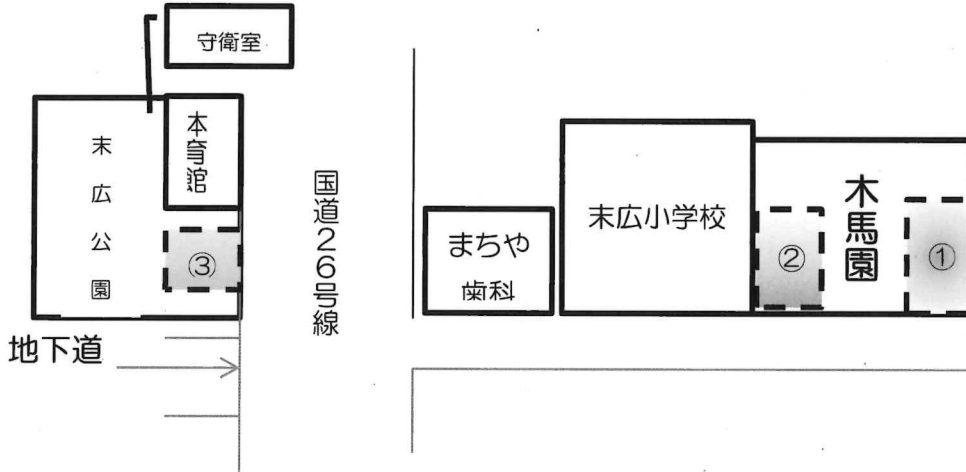 守衛室
末広公園
本育館
③
国道26号線
まちや
歯科
末広小学校
②
木馬園
①
地下道